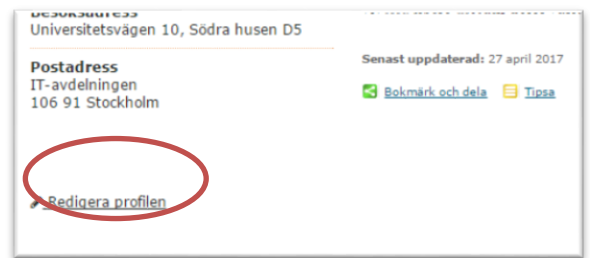 Besöksadress
Universitetsvägen 10, Södra husen D5
Postadress
IT-avdelningen
106 91 Stockholm
Senast uppdaterad: 27 april 2017
Bokmärk och dela Tipsa
Redigera profilen